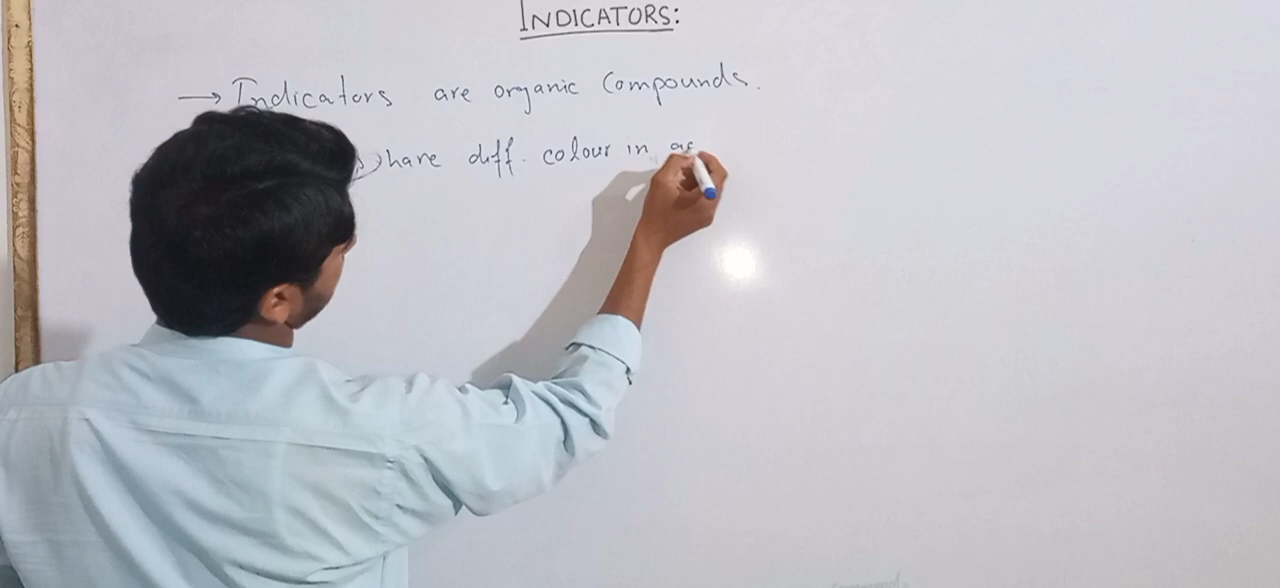 INDICATORS:
→ Indicators are organic Compounds.
have diff. colour in